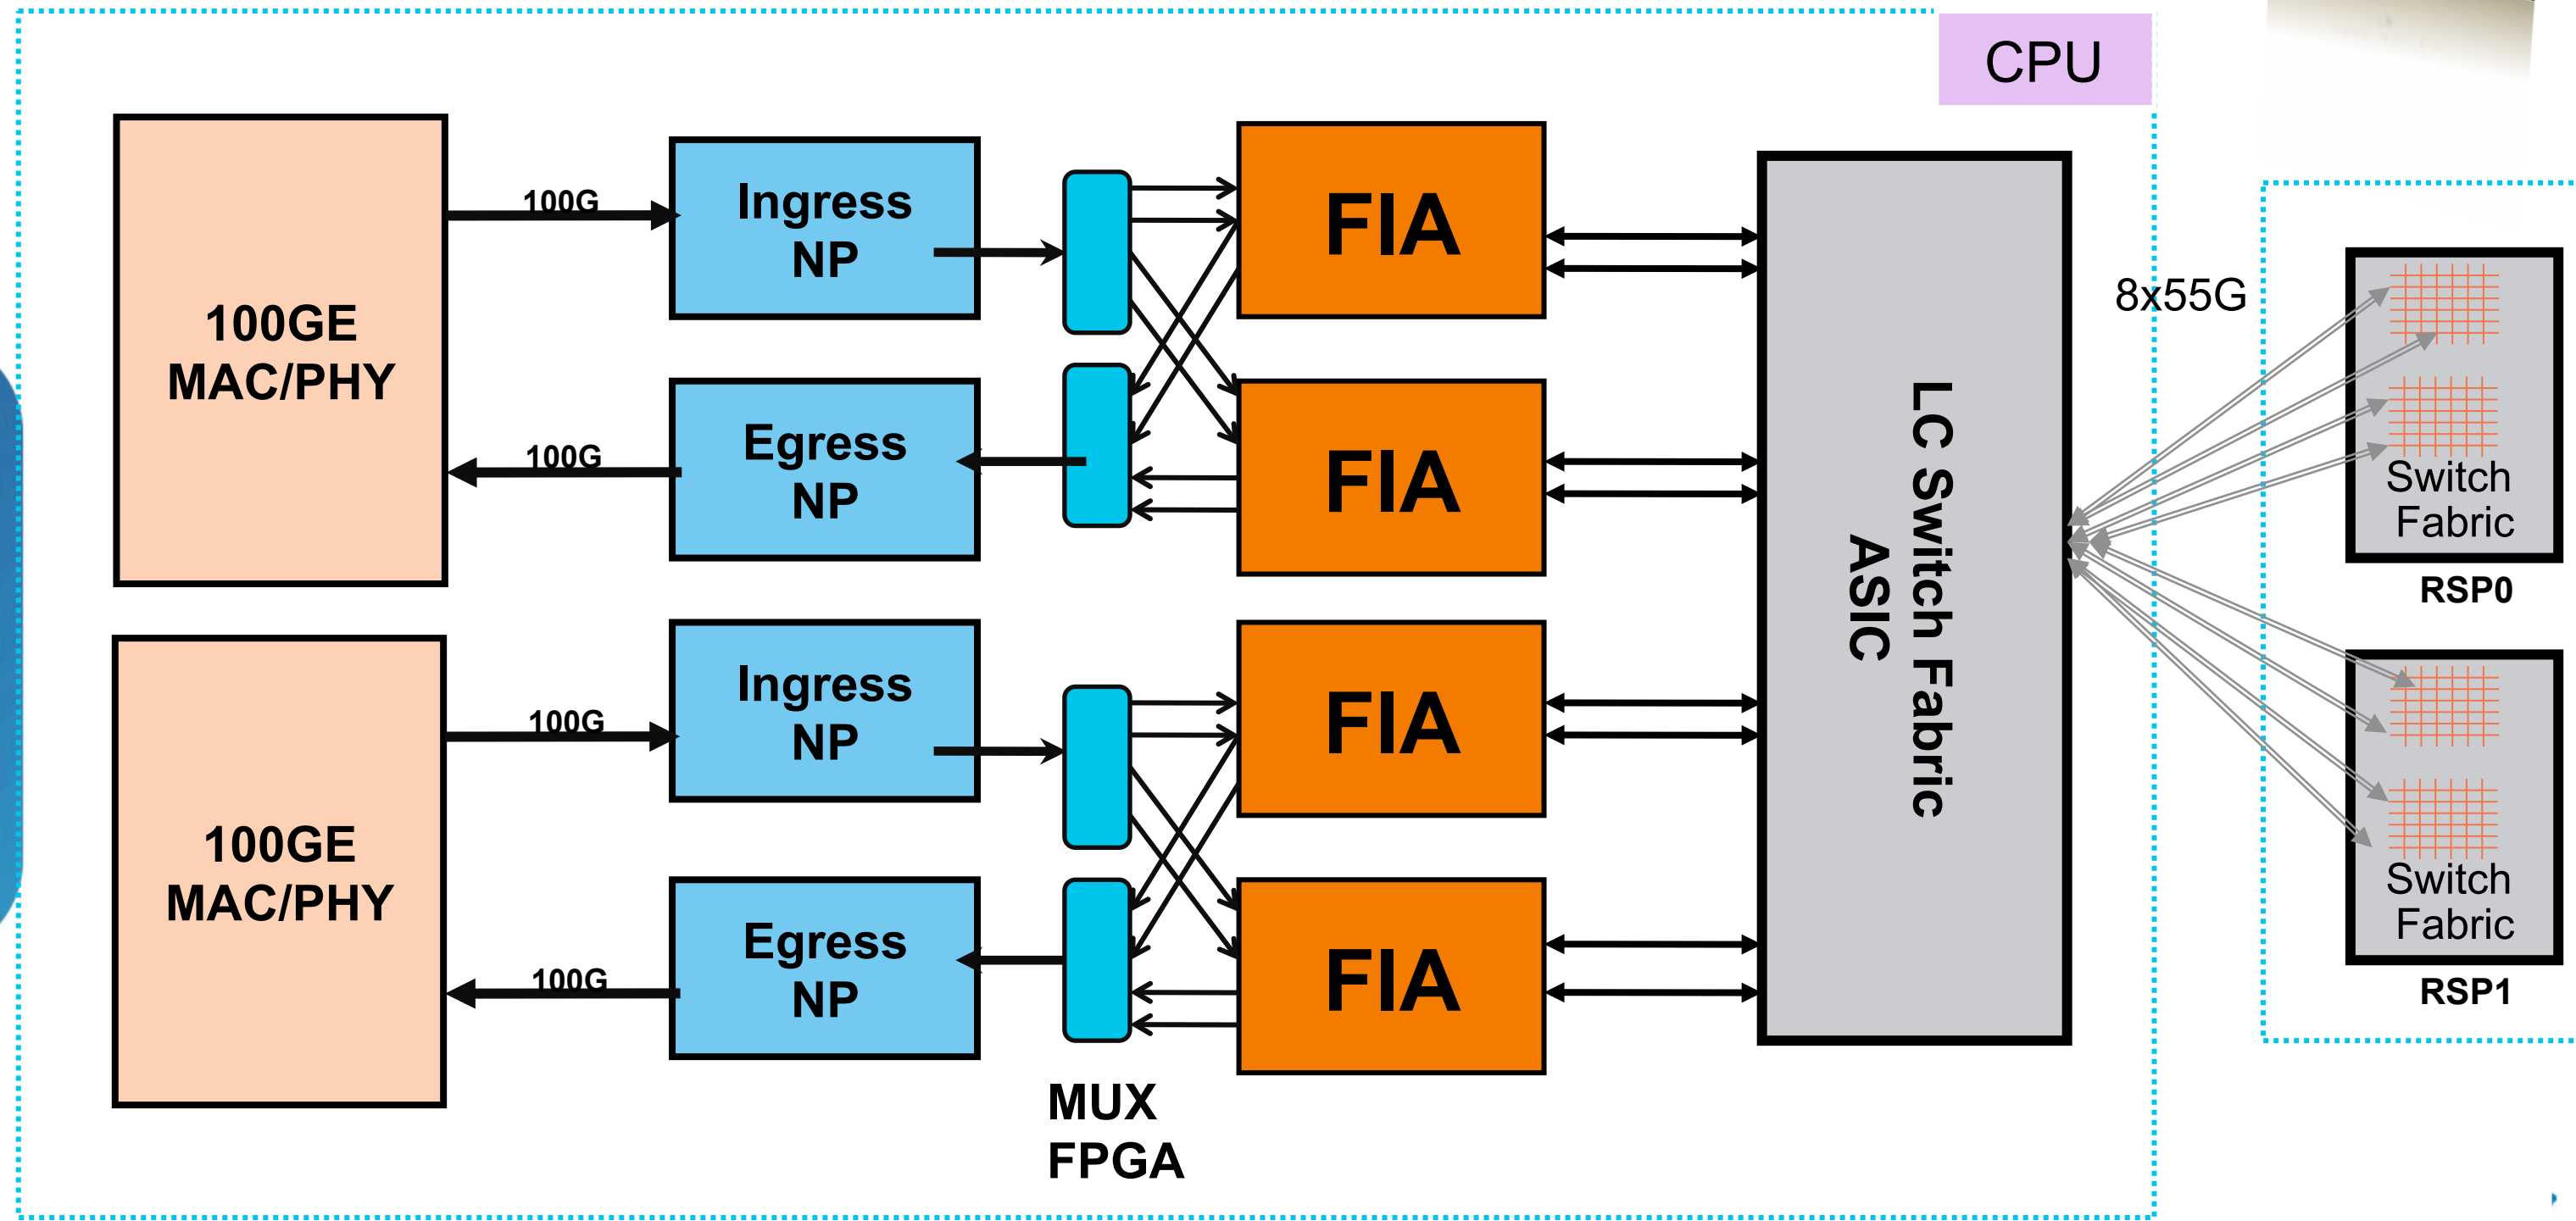 CPU
100GE
MAC/PHY
100G
Ingress
NP
FIA
100G
Egress
NP
FIA
100GE
MAC/PHY
100G
Ingress
NP
FIA
100G
Egress
NP
FIA
MUX
FPGA
LC Switch Fabric
ASIC
8x55G
Switch
Fabric
RSP0
Switch
Fabric
RSP1